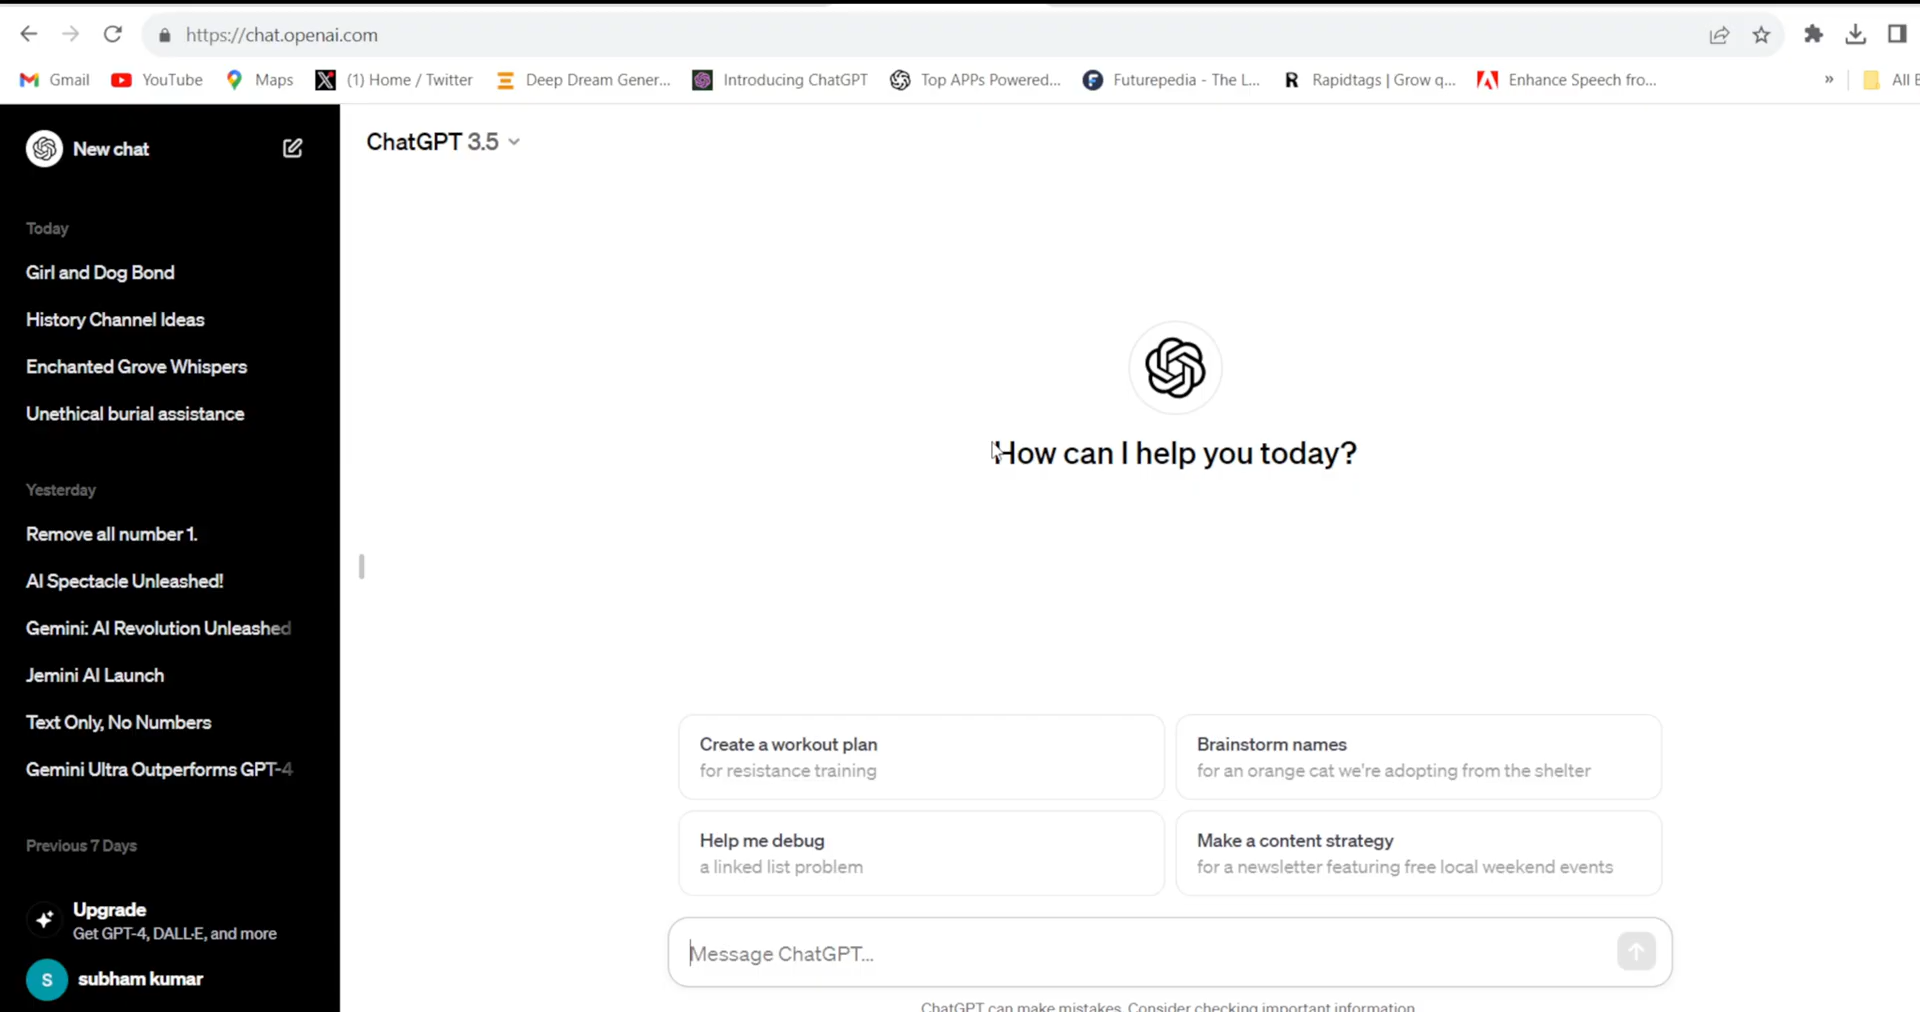 https://chat.openai.com
Gmail YouTube Maps (1) Home / Twitter Deep Dream Gener... Introducing ChatGPT Top APPs Powered... Futurepedia - The L... Rapidtags | Grow q... Enhance Speech fro... » All
New chat
ChatGPT 3.5
Today
Girl and Dog Bond
History Channel Ideas
Enchanted Grove Whispers
Unethical burial assistance
Yesterday
Remove all number 1.
AI Spectacle Unleashed!
Gemini: AI Revolution Unleashed
Jemini AI Launch
Text Only, No Numbers
Gemini Ultra Outperforms GPT-4
Previous 7 Days
Upgrade
Get GPT-4, DALL·E, and more
S subham kumar
How can I help you today?
Create a workout plan
for resistance training
Brainstorm names
for an orange cat we're adopting from the shelter
Help me debug
a linked list problem
Make a content strategy
for a newsletter featuring free local weekend events
Message ChatGPT...
ChatGPT can make mistakes. Consider checking important information.